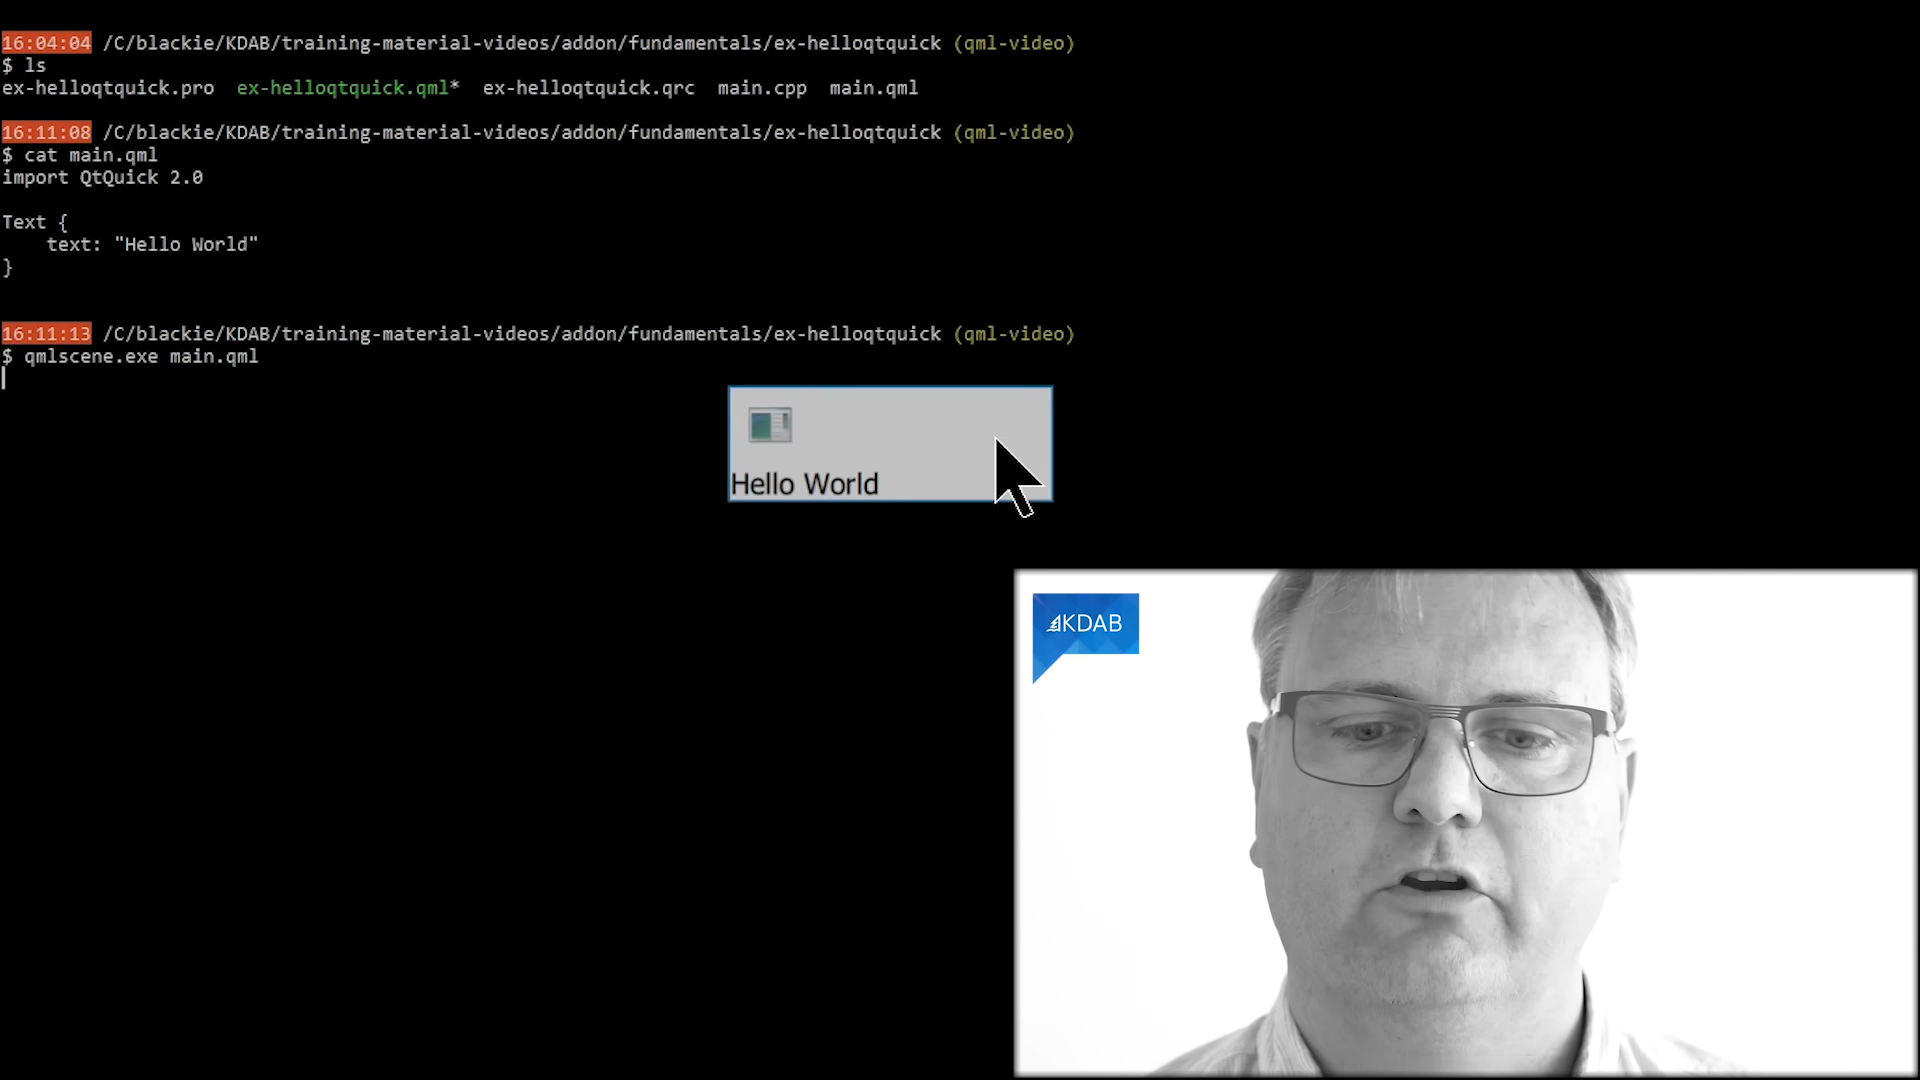 16:04:04 /C/blackie/KDAB/training-material-videos/addon/fundamentals/ex-helloqtquick (qml-video)
$ ls
ex-helloqtquick.pro  ex-helloqtquick.qml*  ex-helloqtquick.qrc  main.cpp  main.qml
16:11:08 /C/blackie/KDAB/training-material-videos/addon/fundamentals/ex-helloqtquick (qml-video)
$ cat main.qml
import QtQuick 2.0
Text {
    text: "Hello World"
}
16:11:13 /C/blackie/KDAB/training-material-videos/addon/fundamentals/ex-helloqtquick (qml-video)
$ qmlscene.exe main.qml
Hello World
KDAB